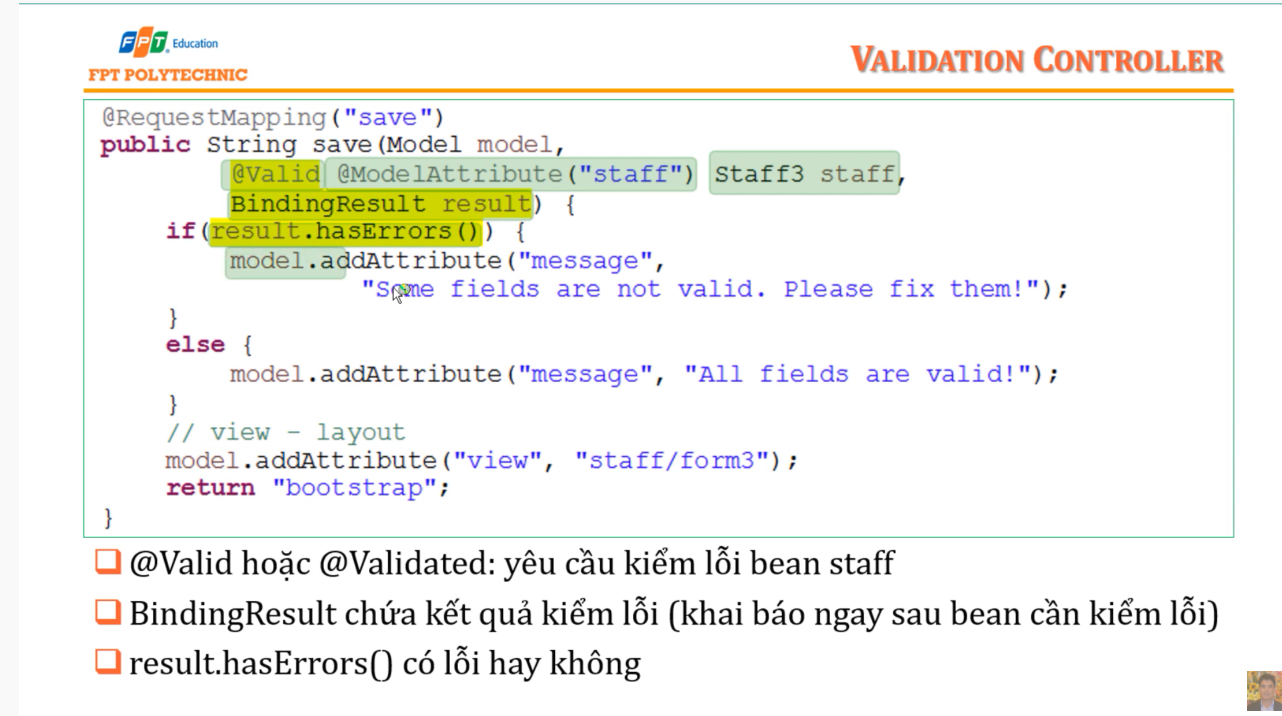 FPT Education
FPT POLYTECHNIC
VALIDATION CONTROLLER
@RequestMapping("save")
public String save(Model model,
@Valid @ModelAttribute("staff") Staff3 staff,
BindingResult result) {
if(result.hasErrors()) {
model.addAttribute("message",
"Some fields are not valid. Please fix them!");
}
else {
model.addAttribute("message", "All fields are valid!");
}
// view – layout
model.addAttribute("view", "staff/form3");
return "bootstrap";
}
@Valid hoặc @Validated: yêu cầu kiểm lỗi bean staff
BindingResult chứa kết quả kiểm lỗi (khai báo ngay sau bean cần kiểm lỗi)
result.hasErrors() có lỗi hay không